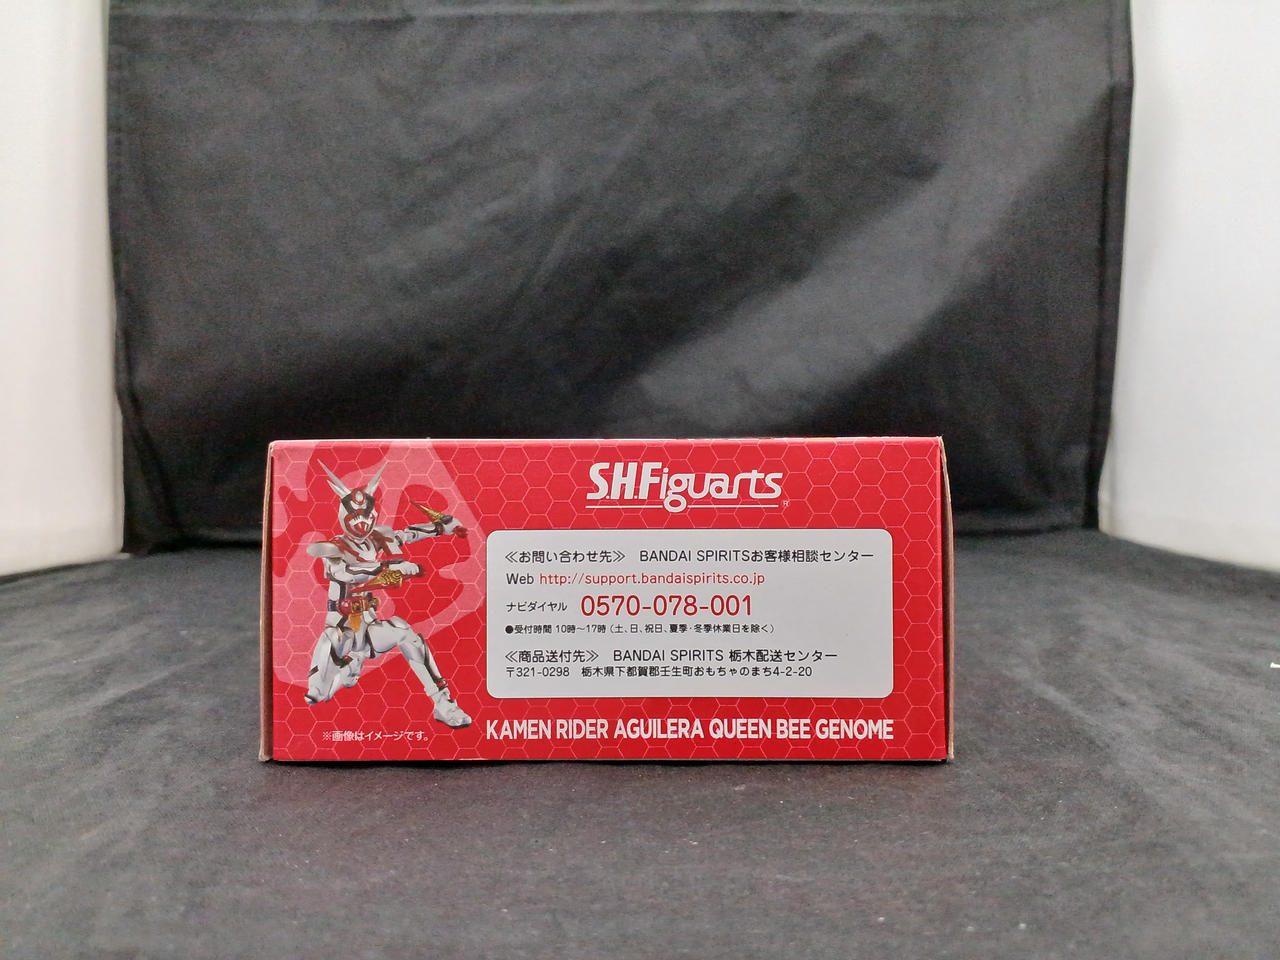 S.H.Figuarts
®
≪お問い合わせ先≫ BANDAI SPIRITSお客様相談センター
Web http://support.bandaispirits.co.jp
ナビダイヤル 0570-078-001
●受付時間 10時~17時(土、日、祝日、夏季・冬季休業日を除く)
≪商品送付先≫ BANDAI SPIRITS 栃木配送センター
〒321-0298 栃木県下都賀郡壬生町おもちゃのまち4-2-20
※画像はイメージです。
KAMEN RIDER AGUILERA QUEEN BEE GENOME